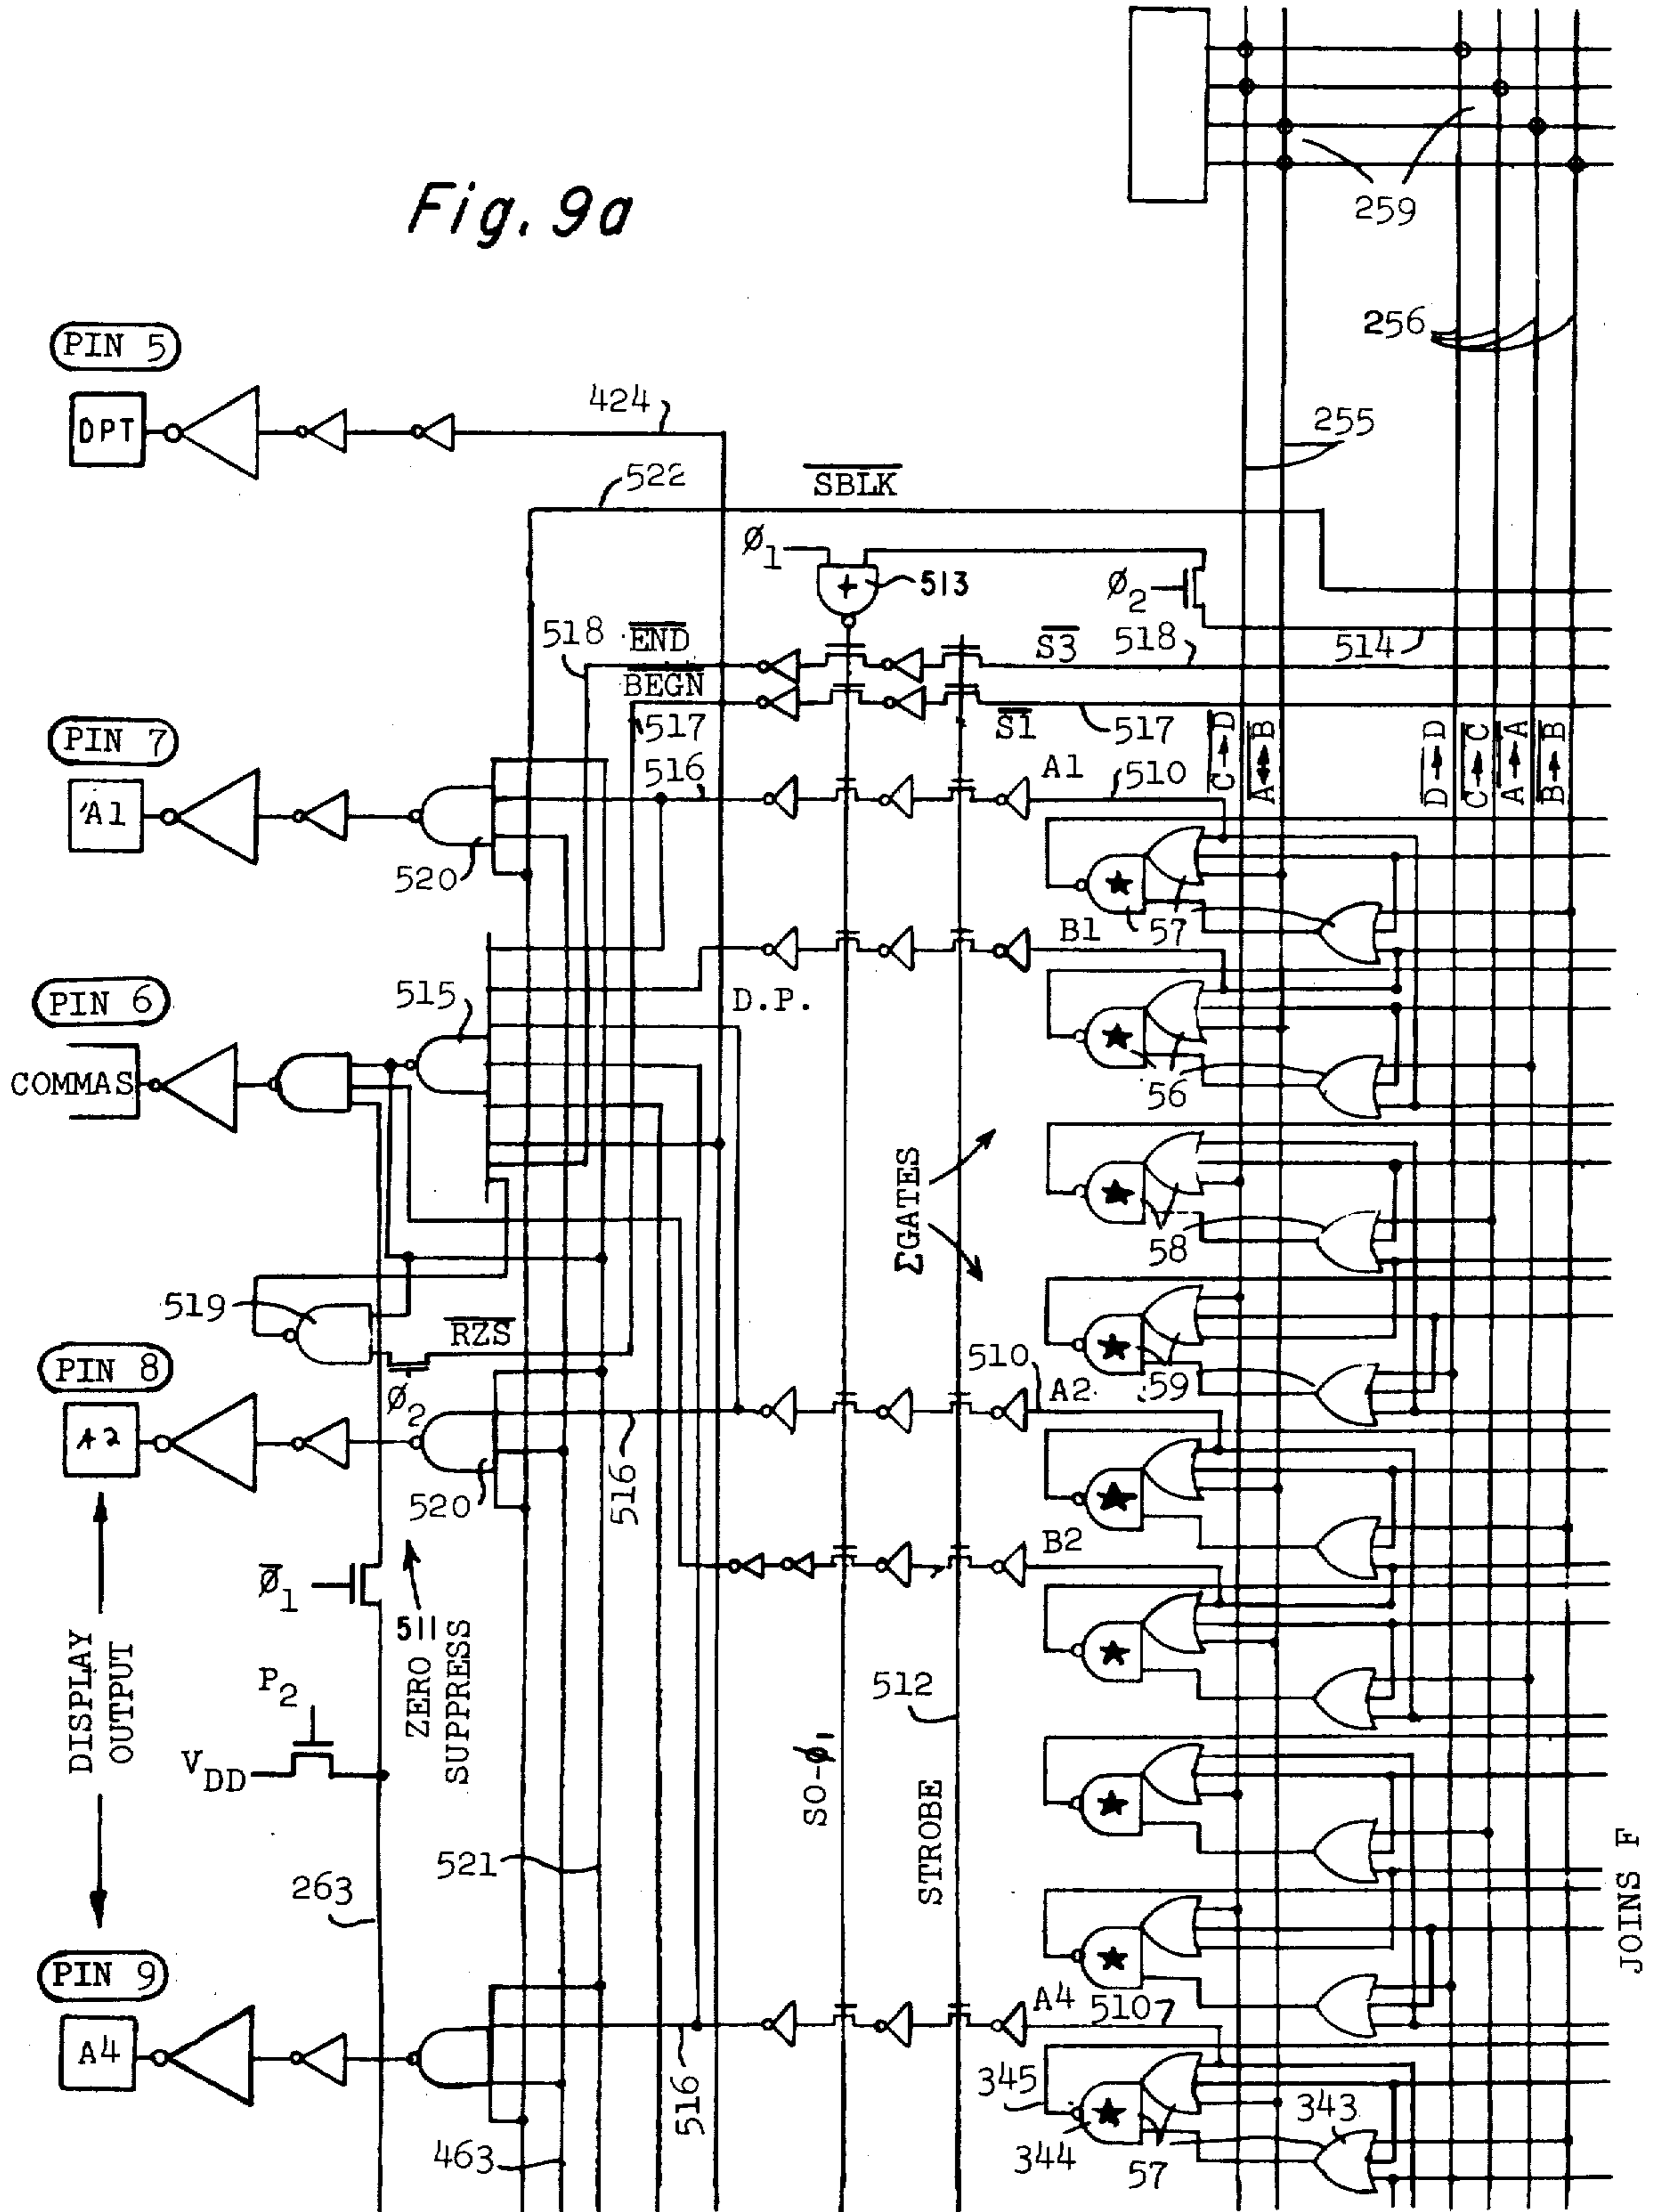 Fig. 9a
259
256
PIN 5
DPT
424
255
522
SBLK
Ø1
513
Ø2
518
END
S3
518
514
BEGN
517
S1
517
PIN 7
A1
516
A1
510
C→D
A↔B
D→D
C→C
A→A
B→B
520
57
B1
PIN 6
515
D.P.
COMMAS
56
ΣGATES
58
519
RZS
PIN 8
510
A2
59
Ø2
A2
520
516
B2
Ø1
511
ZERO
SUPPRESS
DISPLAY
OUTPUT
P2
VDD
512
SO-ϕ1
STROBE
521
263
JOINS F
PIN 9
A4
A4
510
516
345
343
344
57
463